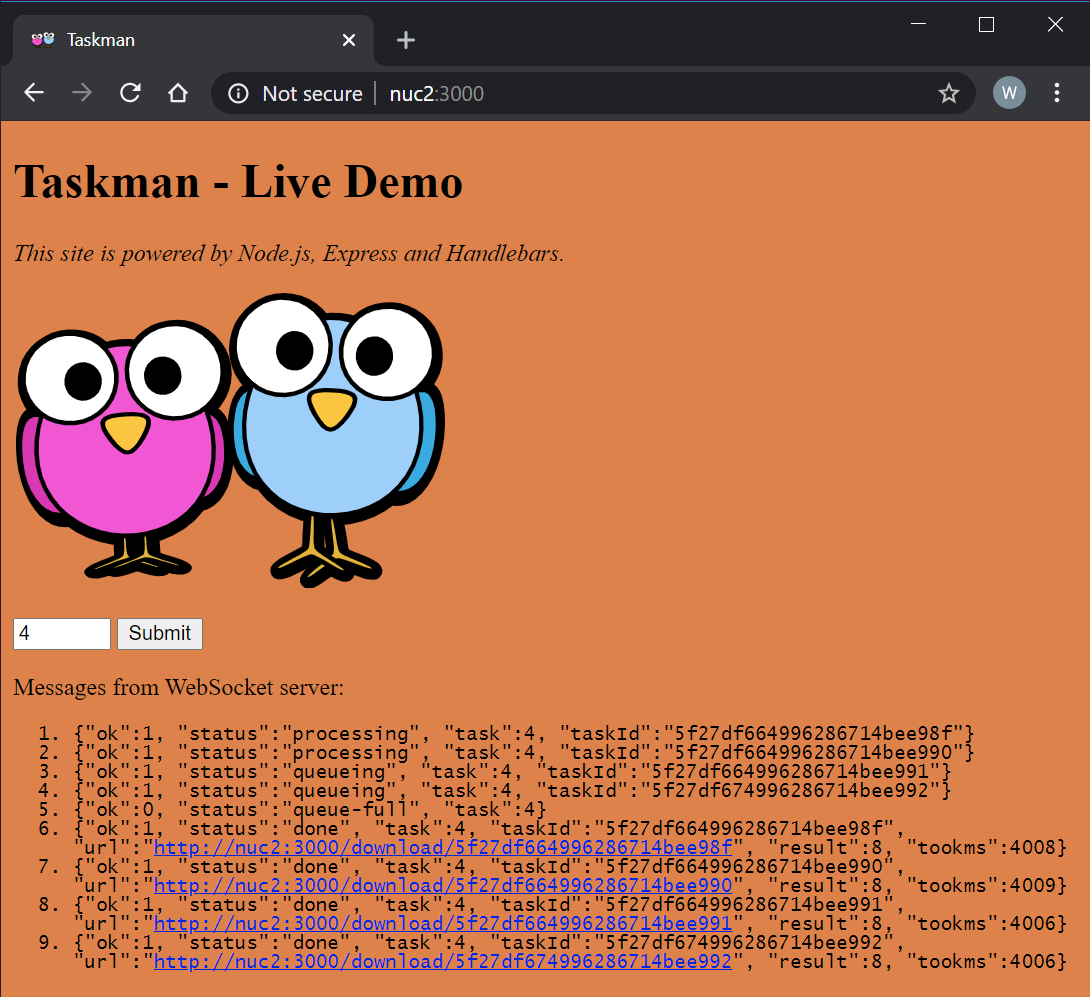 Taskman
Not secure nuc2:3000 W
Taskman - Live Demo
This site is powered by Node.js, Express and Handlebars.
4 Submit
Messages from WebSocket server:
1. {"ok":1, "status":"processing", "task":4, "taskId":"5f27df664996286714bee98f"}
2. {"ok":1, "status":"processing", "task":4, "taskId":"5f27df664996286714bee990"}
3. {"ok":1, "status":"queueing", "task":4, "taskId":"5f27df664996286714bee991"}
4. {"ok":1, "status":"queueing", "task":4, "taskId":"5f27df674996286714bee992"}
5. {"ok":0, "status":"queue-full", "task":4}
6. {"ok":1, "status":"done", "task":4, "taskId":"5f27df664996286714bee98f",
"url":"http://nuc2:3000/download/5f27df664996286714bee98f", "result":8, "tookms":4008}
7. {"ok":1, "status":"done", "task":4, "taskId":"5f27df664996286714bee990",
"url":"http://nuc2:3000/download/5f27df664996286714bee990", "result":8, "tookms":4009}
8. {"ok":1, "status":"done", "task":4, "taskId":"5f27df664996286714bee991",
"url":"http://nuc2:3000/download/5f27df664996286714bee991", "result":8, "tookms":4006}
9. {"ok":1, "status":"done", "task":4, "taskId":"5f27df674996286714bee992",
"url":"http://nuc2:3000/download/5f27df674996286714bee992", "result":8, "tookms":4006}